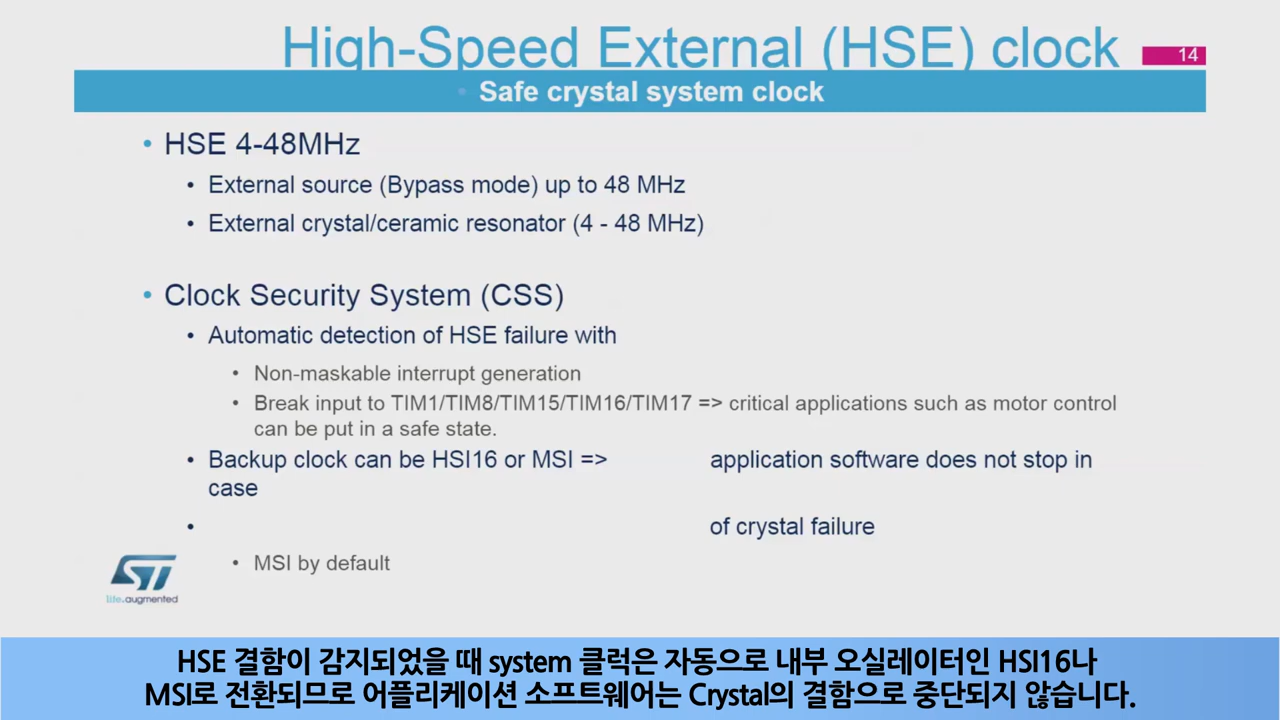 High-Speed External (HSE) clock
14
• Safe crystal system clock
• HSE 4-48MHz
• External source (Bypass mode) up to 48 MHz
• External crystal/ceramic resonator (4 - 48 MHz)
• Clock Security System (CSS)
• Automatic detection of HSE failure with
• Non-maskable interrupt generation
• Break input to TIM1/TIM8/TIM15/TIM16/TIM17 => critical applications such as motor control
can be put in a safe state.
• Backup clock can be HSI16 or MSI => application software does not stop in
case
• of crystal failure
• MSI by default
ST
life.augmented
HSE 결함이 감지되었을 때 system 클럭은 자동으로 내부 오실레이터인 HSI16나
MSI로 전환되므로 어플리케이션 소프트웨어는 Crystal의 결함으로 중단되지 않습니다.